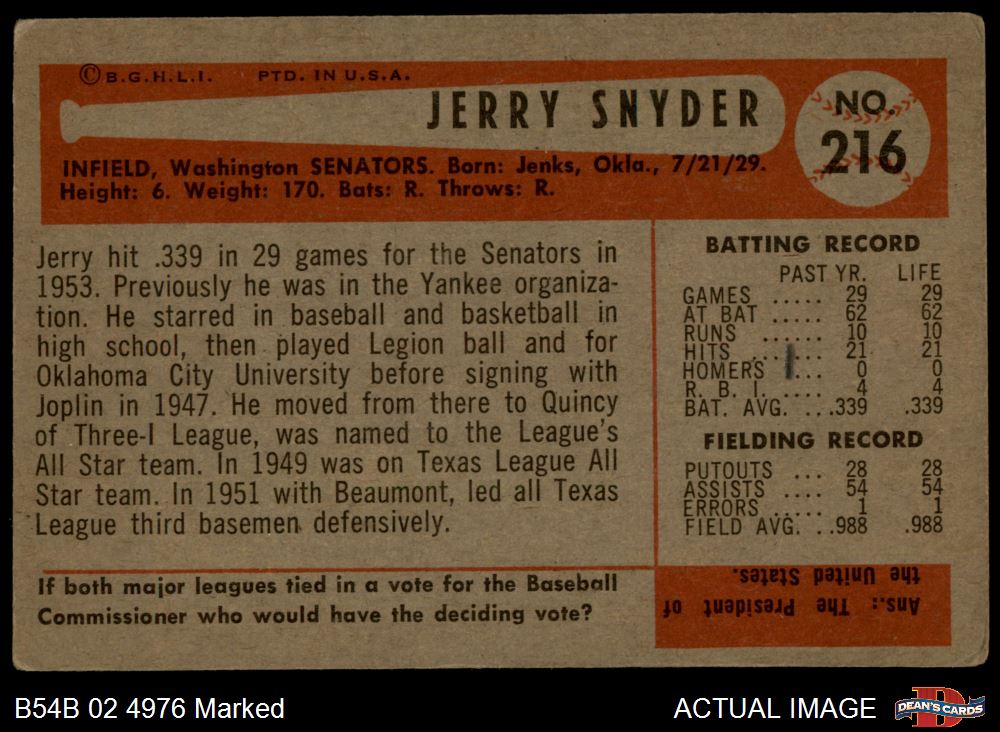 ©B.G.H.L.I. PTD. IN U.S.A.
JERRY SNYDER
NO.
216
INFIELD, Washington SENATORS. Born: Jenks, Okla., 7/21/29.
Height: 6. Weight: 170. Bats: R. Throws: R.
Jerry hit .339 in 29 games for the Senators in
1953. Previously he was in the Yankee organiza-
tion. He starred in baseball and basketball in
high school, then played Legion ball and for
Oklahoma City University before signing with
Joplin in 1947. He moved from there to Quincy
of Three-I League, was named to the League's
All Star team. In 1949 was on Texas League All
Star team. In 1951 with Beaumont, led all Texas
League third basemen defensively.
BATTING RECORD
PAST YR. LIFE
GAMES ..... 29 29
AT BAT ..... 62 62
RUNS ...... 10 10
HITS ....... 21 21
HOMERS .... 0 0
R. B. I. ..... 4 4
BAT. AVG. ...339 .339
FIELDING RECORD
PUTOUTS ... 28 28
ASSISTS .... 54 54
ERRORS .... 1 1
FIELD AVG. ..988 .988
If both major leagues tied in a vote for the Baseball
Commissioner who would have the deciding vote?
Ans.: The President of
the United States.
B54B 02 4976 Marked
ACTUAL IMAGE
DEAN'S CARDS